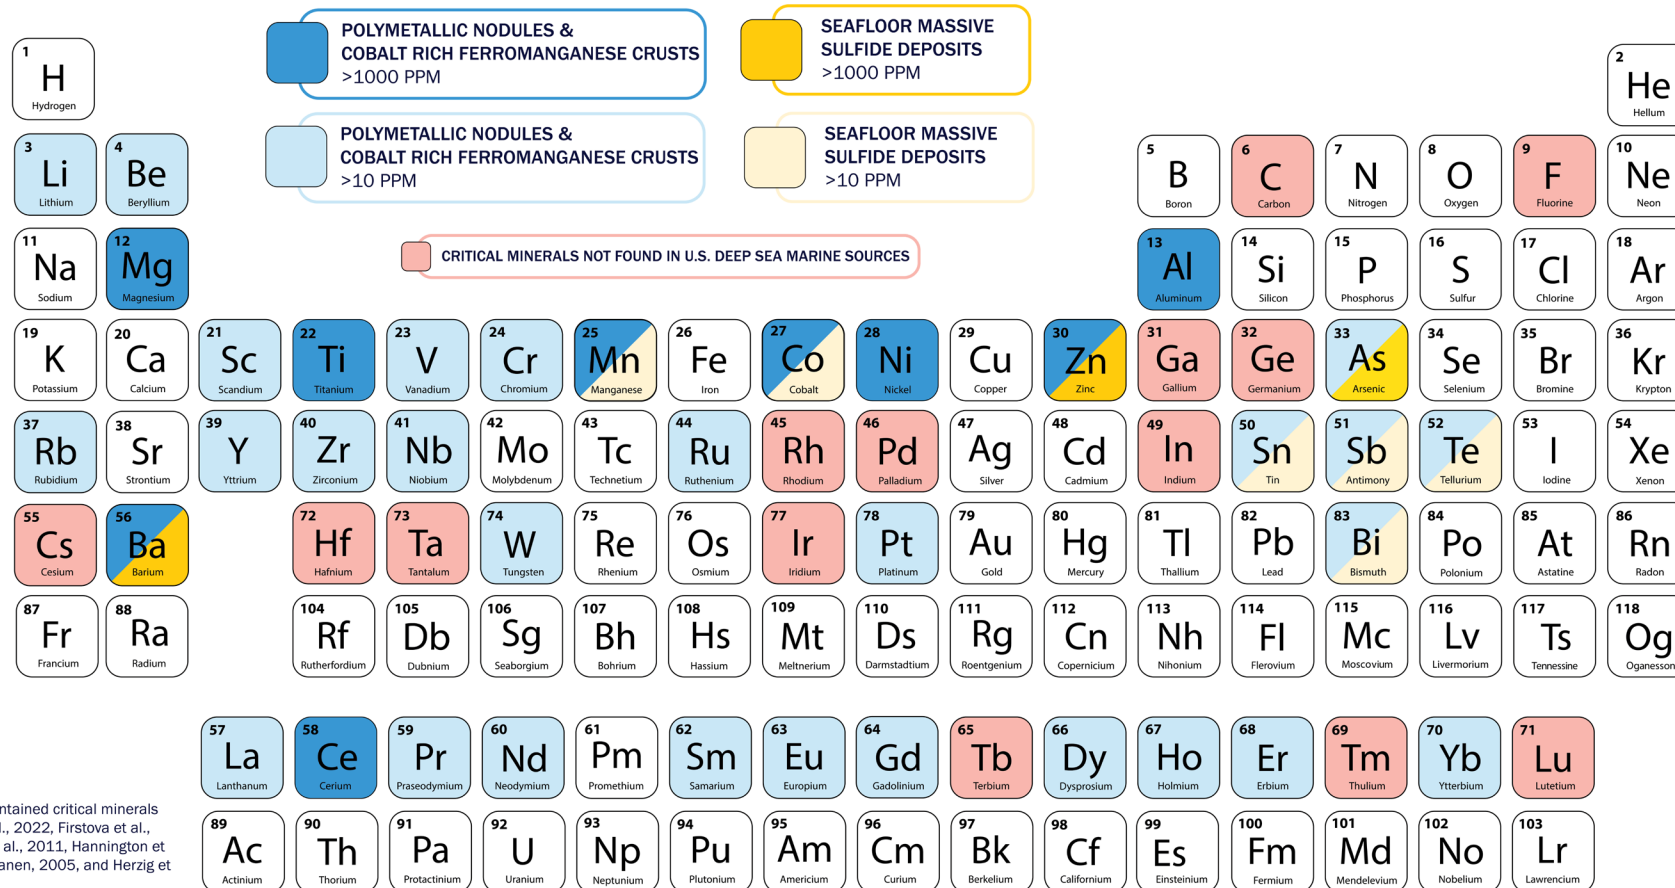 POLYMETALLIC NODULES &
COBALT RICH FERROMANGANESE CRUSTS
>1000 PPM
SEAFLOOR MASSIVE
SULFIDE DEPOSITS
>1000 PPM
POLYMETALLIC NODULES &
COBALT RICH FERROMANGANESE CRUSTS
>10 PPM
SEAFLOOR MASSIVE
SULFIDE DEPOSITS
>10 PPM
CRITICAL MINERALS NOT FOUND IN U.S. DEEP SEA MARINE SOURCES
1
H
Hydrogen
2
He
Hellum
3
Li
Lithium
4
Be
Beryllium
5
B
Boron
6
C
Carbon
7
N
Nitrogen
8
O
Oxygen
9
F
Fluorine
10
Ne
Neon
11
Na
Sodium
12
Mg
Magnesium
13
Al
Aluminum
14
Si
Silicon
15
P
Phosphorus
16
S
Sulfur
17
Cl
Chlorine
18
Ar
Argon
19
K
Potassium
20
Ca
Calcium
21
Sc
Scandium
22
Ti
Titanium
23
V
Vanadium
24
Cr
Chromium
25
Mn
Manganese
26
Fe
Iron
27
Co
Cobalt
28
Ni
Nickel
29
Cu
Copper
30
Zn
Zinc
31
Ga
Gallium
32
Ge
Germanium
33
As
Arsenic
34
Se
Selenium
35
Br
Bromine
36
Kr
Krypton
37
Rb
Rubidium
38
Sr
Strontium
39
Y
Yttrium
40
Zr
Zirconium
41
Nb
Niobium
42
Mo
Molybdenum
43
Tc
Technetium
44
Ru
Ruthenium
45
Rh
Rhodium
46
Pd
Palladium
47
Ag
Silver
48
Cd
Cadmium
49
In
Indium
50
Sn
Tin
51
Sb
Antimony
52
Te
Tellurium
53
I
Iodine
54
Xe
Xenon
55
Cs
Cesium
56
Ba
Barium
72
Hf
Hafnium
73
Ta
Tantalum
74
W
Tungsten
75
Re
Rhenium
76
Os
Osmium
77
Ir
Iridium
78
Pt
Platinum
79
Au
Gold
80
Hg
Mercury
81
Tl
Thallium
82
Pb
Lead
83
Bi
Bismuth
84
Po
Polonium
85
At
Astatine
86
Rn
Radon
87
Fr
Francium
88
Ra
Radium
104
Rf
Rutherfordium
105
Db
Dubnium
106
Sg
Seaborgium
107
Bh
Bohrium
108
Hs
Hassium
109
Mt
Meltnerium
110
Ds
Darmstadtium
111
Rg
Roentgenium
112
Cn
Copernicium
113
Nh
Nihonium
114
Fl
Flerovium
115
Mc
Moscovium
116
Lv
Livermorium
117
Ts
Tennessine
118
Og
Oganesson
57
La
Lanthanum
58
Ce
Cerium
59
Pr
Praseodymium
60
Nd
Neodymium
61
Pm
Promethium
62
Sm
Samarium
63
Eu
Europium
64
Gd
Gadolinium
65
Tb
Terbium
66
Dy
Dysprosium
67
Ho
Holmium
68
Er
Erbium
69
Tm
Thulium
70
Yb
Ytterbium
71
Lu
Lutetium
89
Ac
Actinium
90
Th
Thorium
91
Pa
Protactinium
92
U
Uranium
93
Np
Neptunium
94
Pu
Plutonium
95
Am
Americium
96
Cm
Curium
97
Bk
Berkelium
98
Cf
Californium
99
Es
Einsteinium
100
Fm
Fermium
101
Md
Mendelevium
102
No
Nobelium
103
Lr
Lawrencium
ntained critical minerals
l., 2022, Firstova et al.,
al., 2011, Hannington et
anen, 2005, and Herzig et